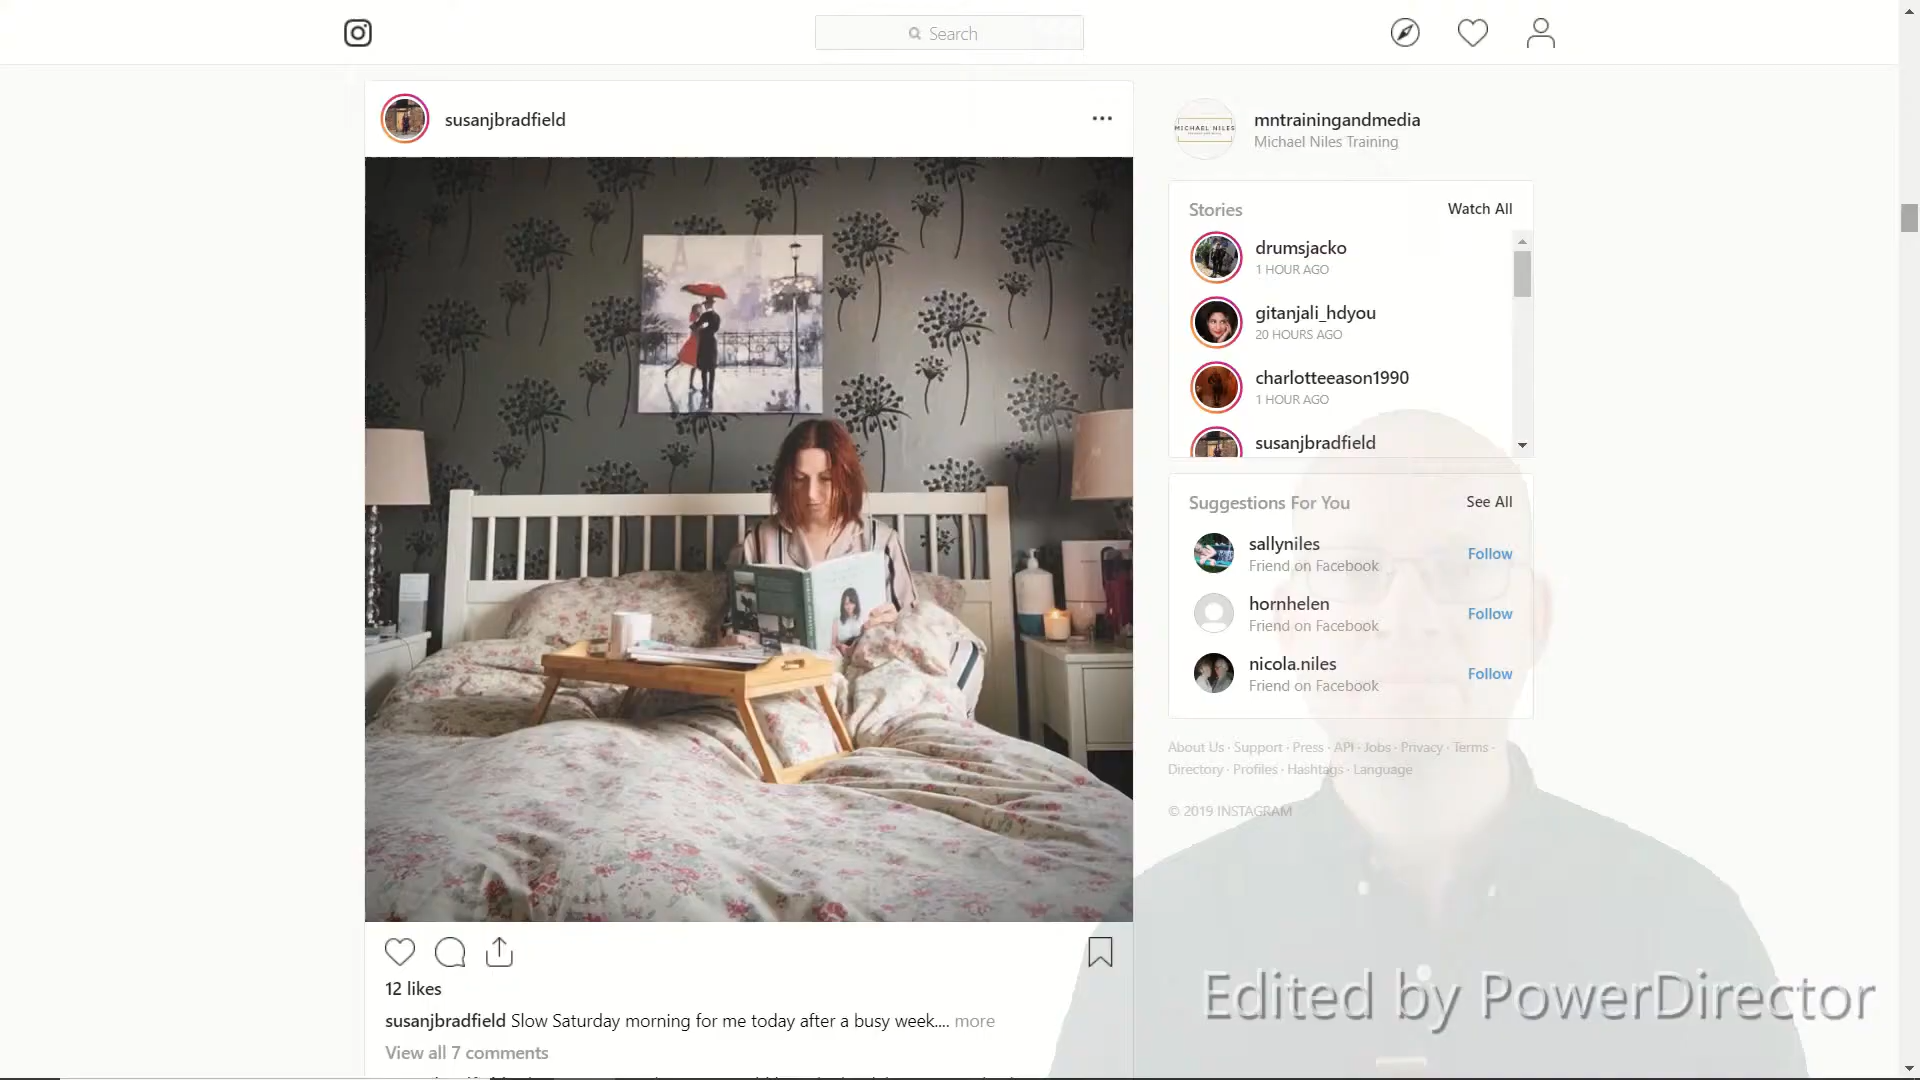 Search
susanjbradfield
MICHAEL NILES
mntrainingandmedia
Michael Niles Training
Stories
Watch All
drumsjacko
1 HOUR AGO
gitanjali_hdyou
20 HOURS AGO
charlotteeason1990
1 HOUR AGO
susanjbradfield
Suggestions For You
See All
sallyniles
Friend on Facebook
Follow
hornhelen
Friend on Facebook
Follow
nicola.niles
Friend on Facebook
Follow
About Us · Support · Press · API · Jobs · Privacy · Terms ·
Directory · Profiles · Hashtags · Language
© 2019 INSTAGRAM
12 likes
susanjbradfield Slow Saturday morning for me today after a busy week.... more
View all 7 comments
Edited by PowerDirector